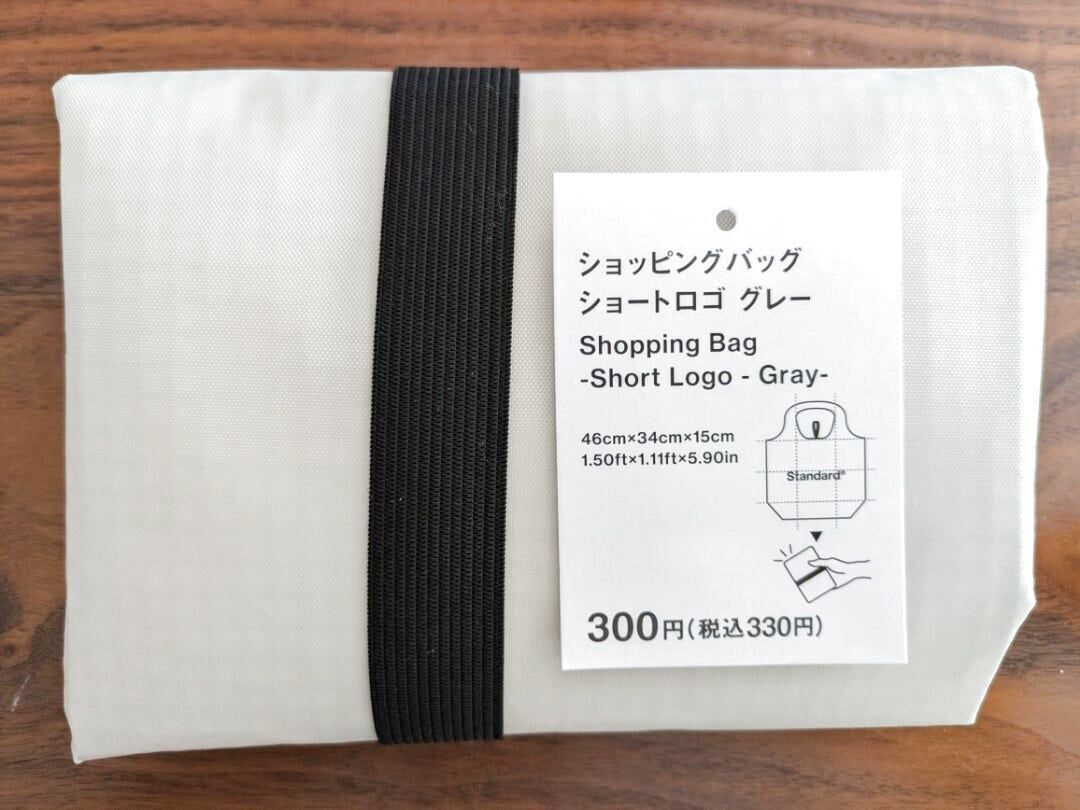 ショッピングバッグ
ショートロゴ グレー
Shopping Bag
-Short Logo - Gray-
46cm×34cm×15cm
1.50ft×1.11ft×5.90in
Standard®
300円(税込330円)